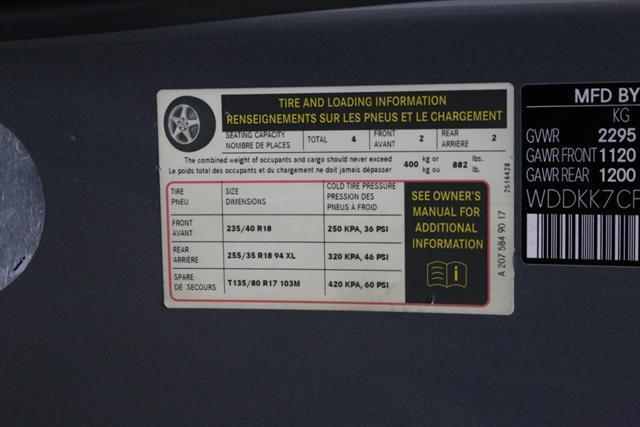 TIRE AND LOADING INFORMATION
RENSEIGNEMENTS SUR LES PNEUS ET LE CHARGEMENT
SEATING CAPACITY
NOMBRE DE PLACES
TOTAL 4
FRONT
AVANT
2
REAR
ARRIÈRE
2
The combined weight of occupants and cargo should never exceed
Le poids total des occupants et du chargement ne doit jamais dépasser
400 kg or
kg ou
882 lbs.
lb.
TIRE
PNEU
SIZE
DIMENSIONS
COLD TIRE PRESSURE
PRESSION DES
PNEUS À FROID
FRONT
AVANT
235/40 R18
250 KPA, 36 PSI
REAR
ARRIÈRE
255/35 R18 94 XL
320 KPA, 46 PSI
SPARE
DE SECOURS
T135/80 R17 103M
420 KPA, 60 PSI
SEE OWNER'S
MANUAL FOR
ADDITIONAL
INFORMATION
i
2514428
A 207 584 90 17
MFD BY
KG
GVWR 2295
GAWR FRONT 1120
GAWR REAR 1200
WDDKK7CF